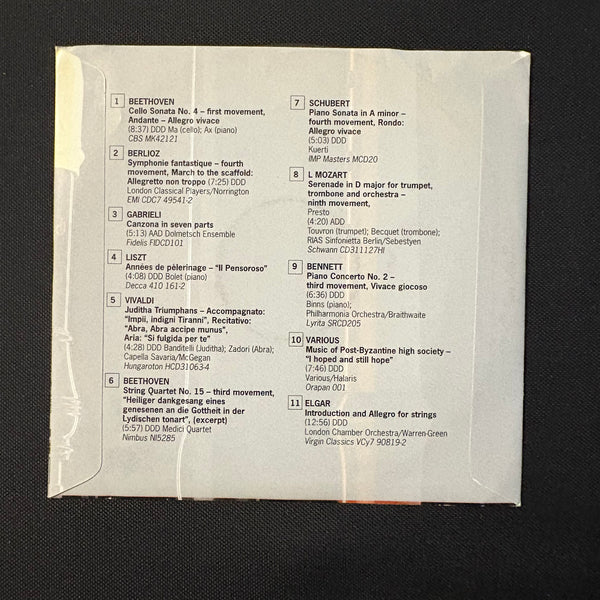 1 BEETHOVEN
Cello Sonata No. 4 – first movement,
Andante – Allegro vivace
(8:37) DDD Ma (cello); Ax (piano)
CBS MK42121
2 BERLIOZ
Symphonie fantastique – fourth
movement, March to the scaffold:
Allegretto non troppo (7:25) DDD
London Classical Players/Norrington
EMI CDC7 49541-2
3 GABRIELI
Canzona in seven parts
(5:13) AAD Dolmetsch Ensemble
Fidelis FIDCD101
4 LISZT
Années de pèlerinage – "Il Pensoroso"
(4:08) DDD Bolet (piano)
Decca 410 161-2
5 VIVALDI
Juditha Triumphans – Accompagnato:
"Impii, indigni Tiranni", Recitativo:
"Abra, Abra accipe munus",
Aria: "Si fulgida per te"
(4:28) DDD Banditelli (Juditha); Zadori (Abra);
Capella Savaria/McGegan
Hungaroton HCD31063-4
6 BEETHOVEN
String Quartet No. 15 – third movement,
"Heiliger dankgesang eines
genesenen an die Gottheit in der
Lydischen tonart", (excerpt)
(5:57) DDD Medici Quartet
Nimbus NI5285
7 SCHUBERT
Piano Sonata in A minor –
fourth movement, Rondo:
Allegro vivace
(5:03) DDD
Kuerti
IMP Masters MCD20
8 L MOZART
Serenade in D major for trumpet,
trombone and orchestra –
ninth movement,
Presto
(4:20) ADD
Touvron (trumpet); Becquet (trombone);
RIAS Sinfonietta Berlin/Sebestyen
Schwann CD311127HI
9 BENNETT
Piano Concerto No. 2 –
third movement, Vivace giocoso
(6:36) DDD
Binns (piano);
Philharmonia Orchestra/Braithwaite
Lyrita SRCD205
10 VARIOUS
Music of Post-Byzantine high society –
"I hoped and still hope"
(7:46) DDD
Various/Halaris
Orapan 001
11 ELGAR
Introduction and Allegro for strings
(12:56) DDD
London Chamber Orchestra/Warren-Green
Virgin Classics VCy7 90819-2